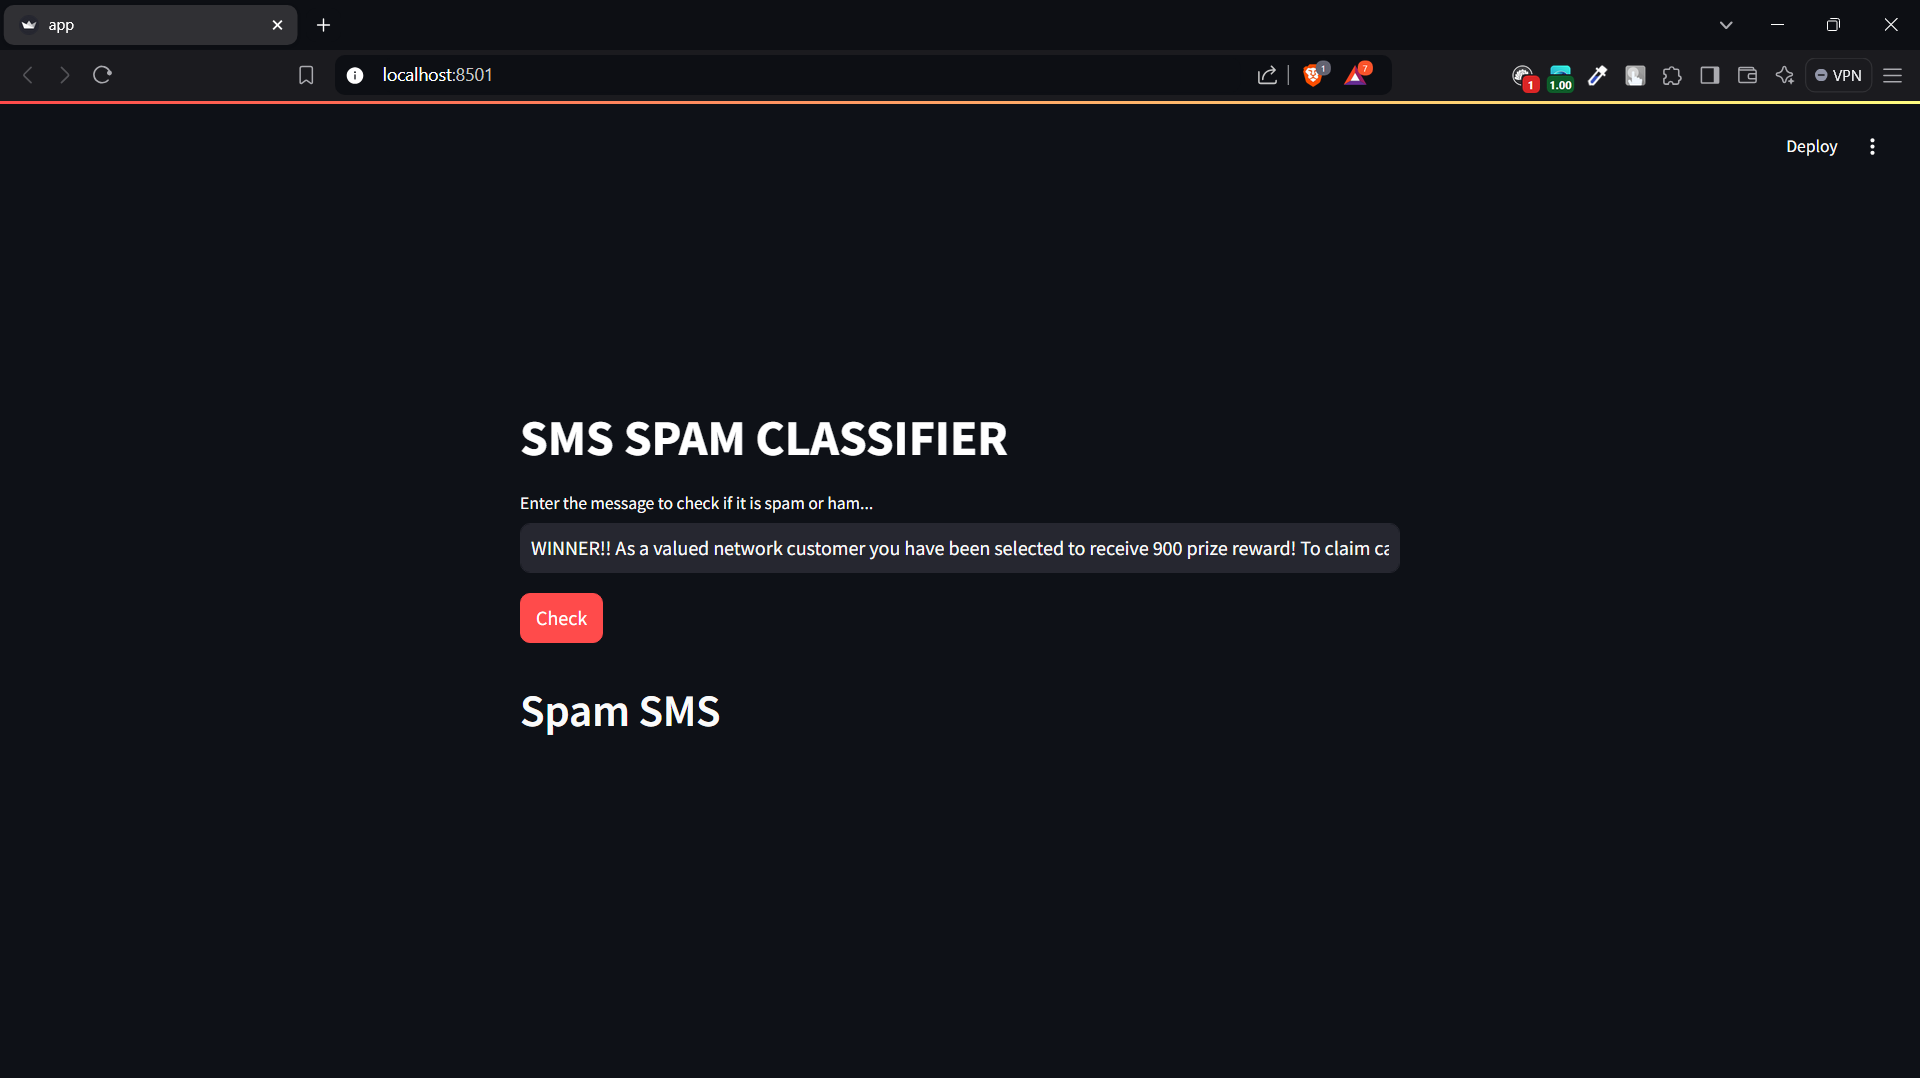 app
localhost:8501
1
7
1
1.00
VPN
Deploy
SMS SPAM CLASSIFIER
Enter the message to check if it is spam or ham...
WINNER!! As a valued network customer you have been selected to receive 900 prize reward! To claim ca
Check
Spam SMS